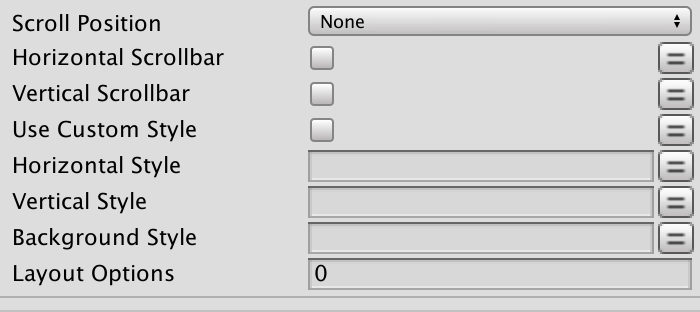 Scroll Position None
Horizontal Scrollbar
Vertical Scrollbar
Use Custom Style
Horizontal Style
Vertical Style
Background Style
Layout Options 0